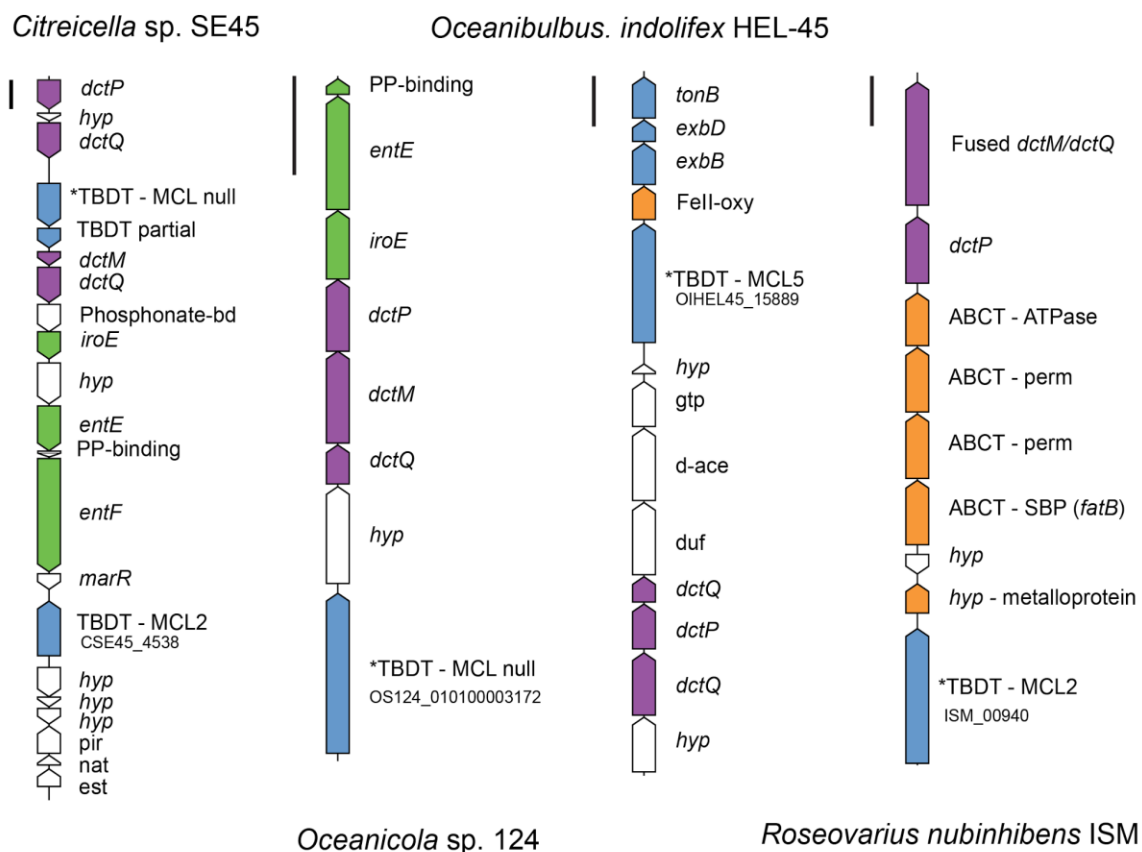 Citreicella sp. SE45
Oceanibulbus. indolifex HEL-45
dctP
hyp
dctQ
*TBDT - MCL null
TBDT partial
dctM
dctQ
Phosphonate-bd
iroE
hyp
entE
PP-binding
entF
marR
TBDT - MCL2
CSE45_4538
hyp
hyp
hyp
pir
nat
est
PP-binding
entE
iroE
dctP
dctM
dctQ
hyp
*TBDT - MCL null
OS124_010100003172
tonB
exbD
exbB
FeII-oxy
*TBDT - MCL5
OIHEL45_15889
hyp
gtp
d-ace
duf
dctQ
dctP
dctQ
hyp
Fused dctM/dctQ
dctP
ABCT - ATPase
ABCT - perm
ABCT - perm
ABCT - SBP (fatB)
hyp
hyp - metalloprotein
*TBDT - MCL2
ISM_00940
Oceanicola sp. 124
Roseovarius nubinhibens ISM